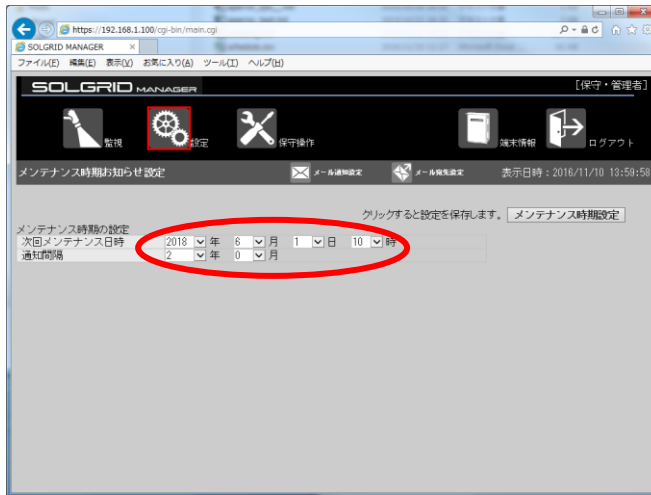 https://192.168.1.100/cgi-bin/main.cgi
SOLGRID MANAGER
ファイル(F) 編集(E) 表示(V) お気に入り(A) ツール(T) ヘルプ(H)
SOLGRID MANAGER [保守・管理者]
監視 設定 保守操作 端末情報 ログアウト
メンテナンス時期お知らせ設定 メール通知設定 メール宛先設定 表示日時:2016/11/10 13:59:58
クリックすると設定を保存します。 メンテナンス時期設定
メンテナンス時期の設定
次回メンテナンス日時 2018 年 6 月 1 日 10 時
通知間隔 2 年 0 月